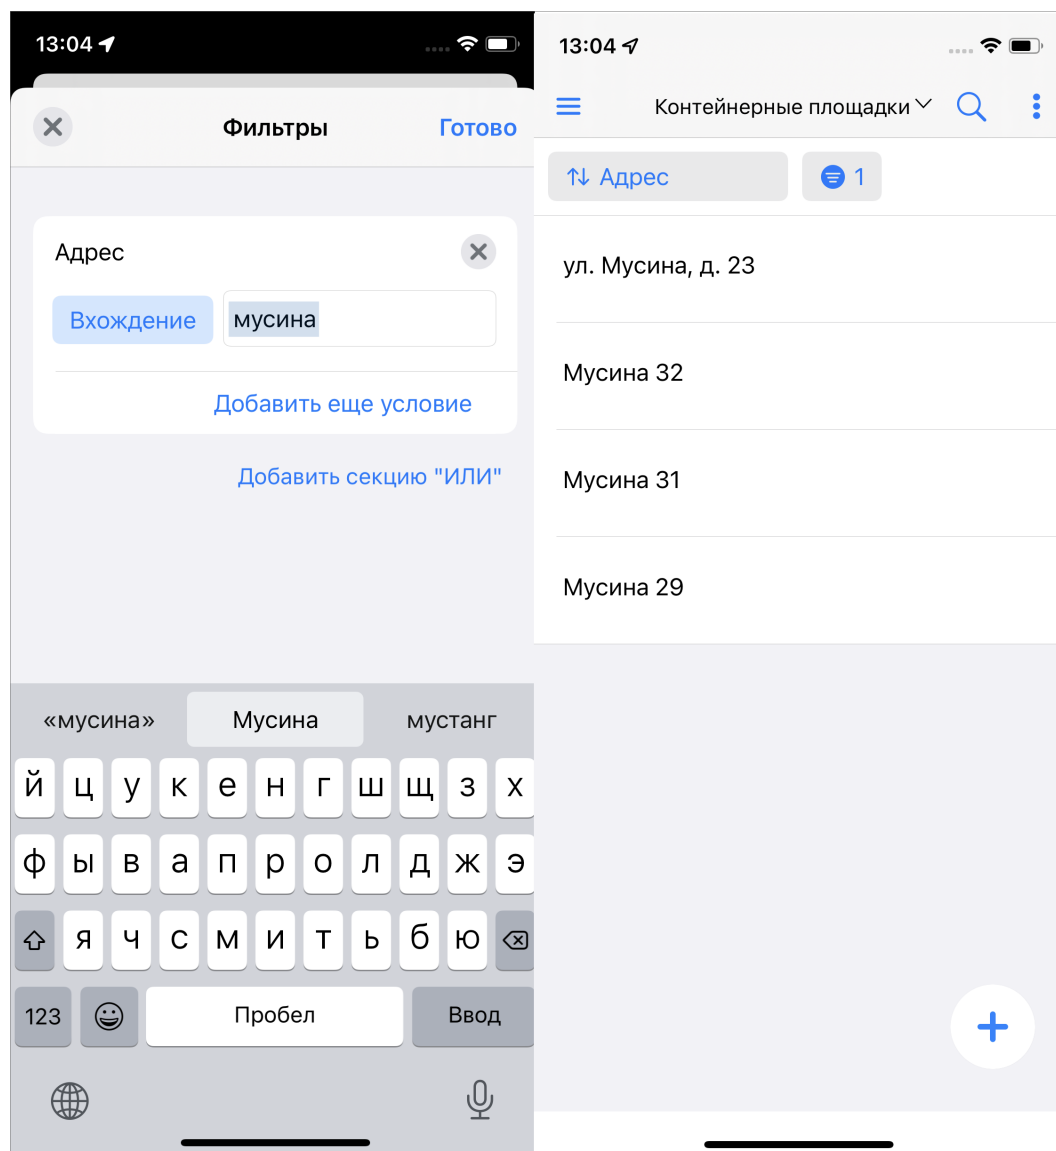 13:04
Фильтры
Готово
Адрес
Вхождение
мусина
Добавить еще условие
Добавить секцию "ИЛИ"
«мусина»
Мусина
мустанг
й ц у к е н г ш щ з х
ф ы в а п р о л д ж э
я ч с м и т ь б ю
123
Пробел
Ввод
13:04
Контейнерные площадки
Адрес
1
ул. Мусина, д. 23
Мусина 32
Мусина 31
Мусина 29